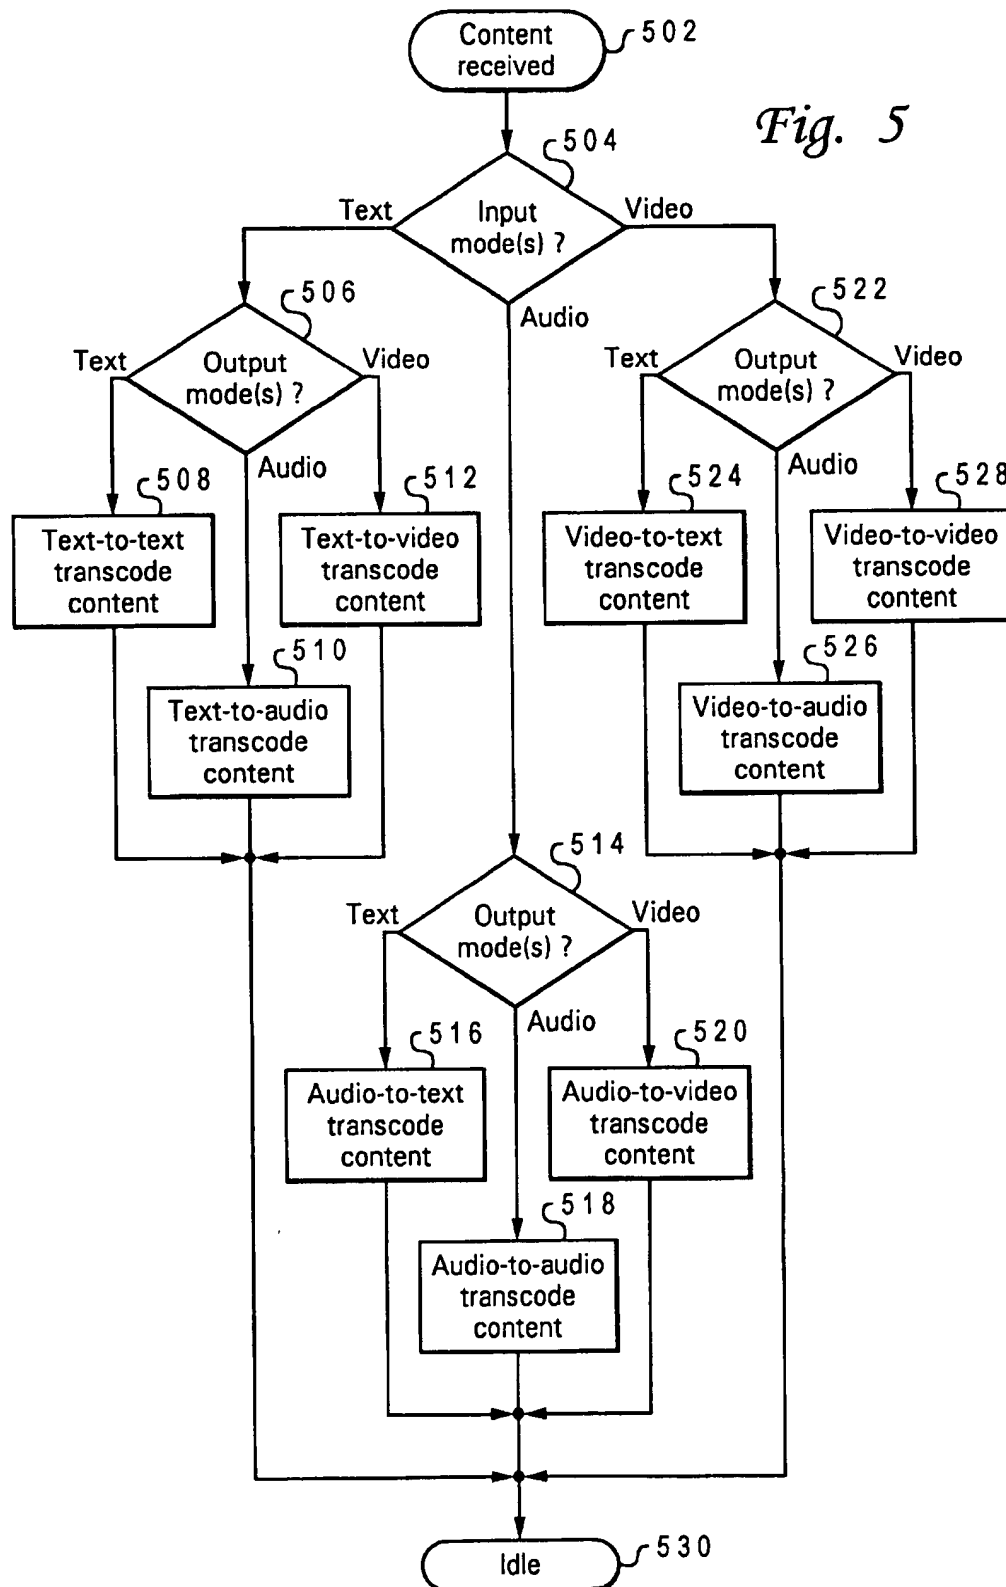 Content
received
502
Fig. 5
504
Input
mode(s) ?
Text
Video
Audio
506
Output
mode(s) ?
Text
Video
Audio
522
Output
mode(s) ?
Text
Video
Audio
508
Text-to-text
transcode
content
512
Text-to-video
transcode
content
510
Text-to-audio
transcode
content
524
Video-to-text
transcode
content
528
Video-to-video
transcode
content
526
Video-to-audio
transcode
content
514
Output
mode(s) ?
Text
Video
Audio
516
Audio-to-text
transcode
content
520
Audio-to-video
transcode
content
518
Audio-to-audio
transcode
content
Idle
530